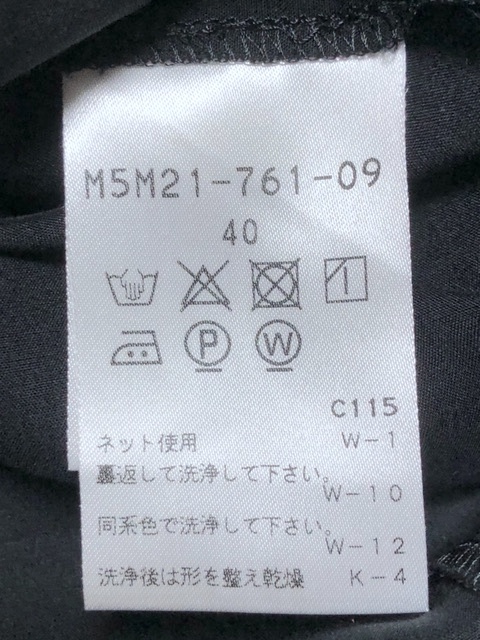 M5M21-761-09
40
P W
C115
ネット使用 W-1
裏返して洗浄して下さい。
W-10
同系色で洗浄して下さい。
W-12
洗浄後は形を整え乾燥 K-4